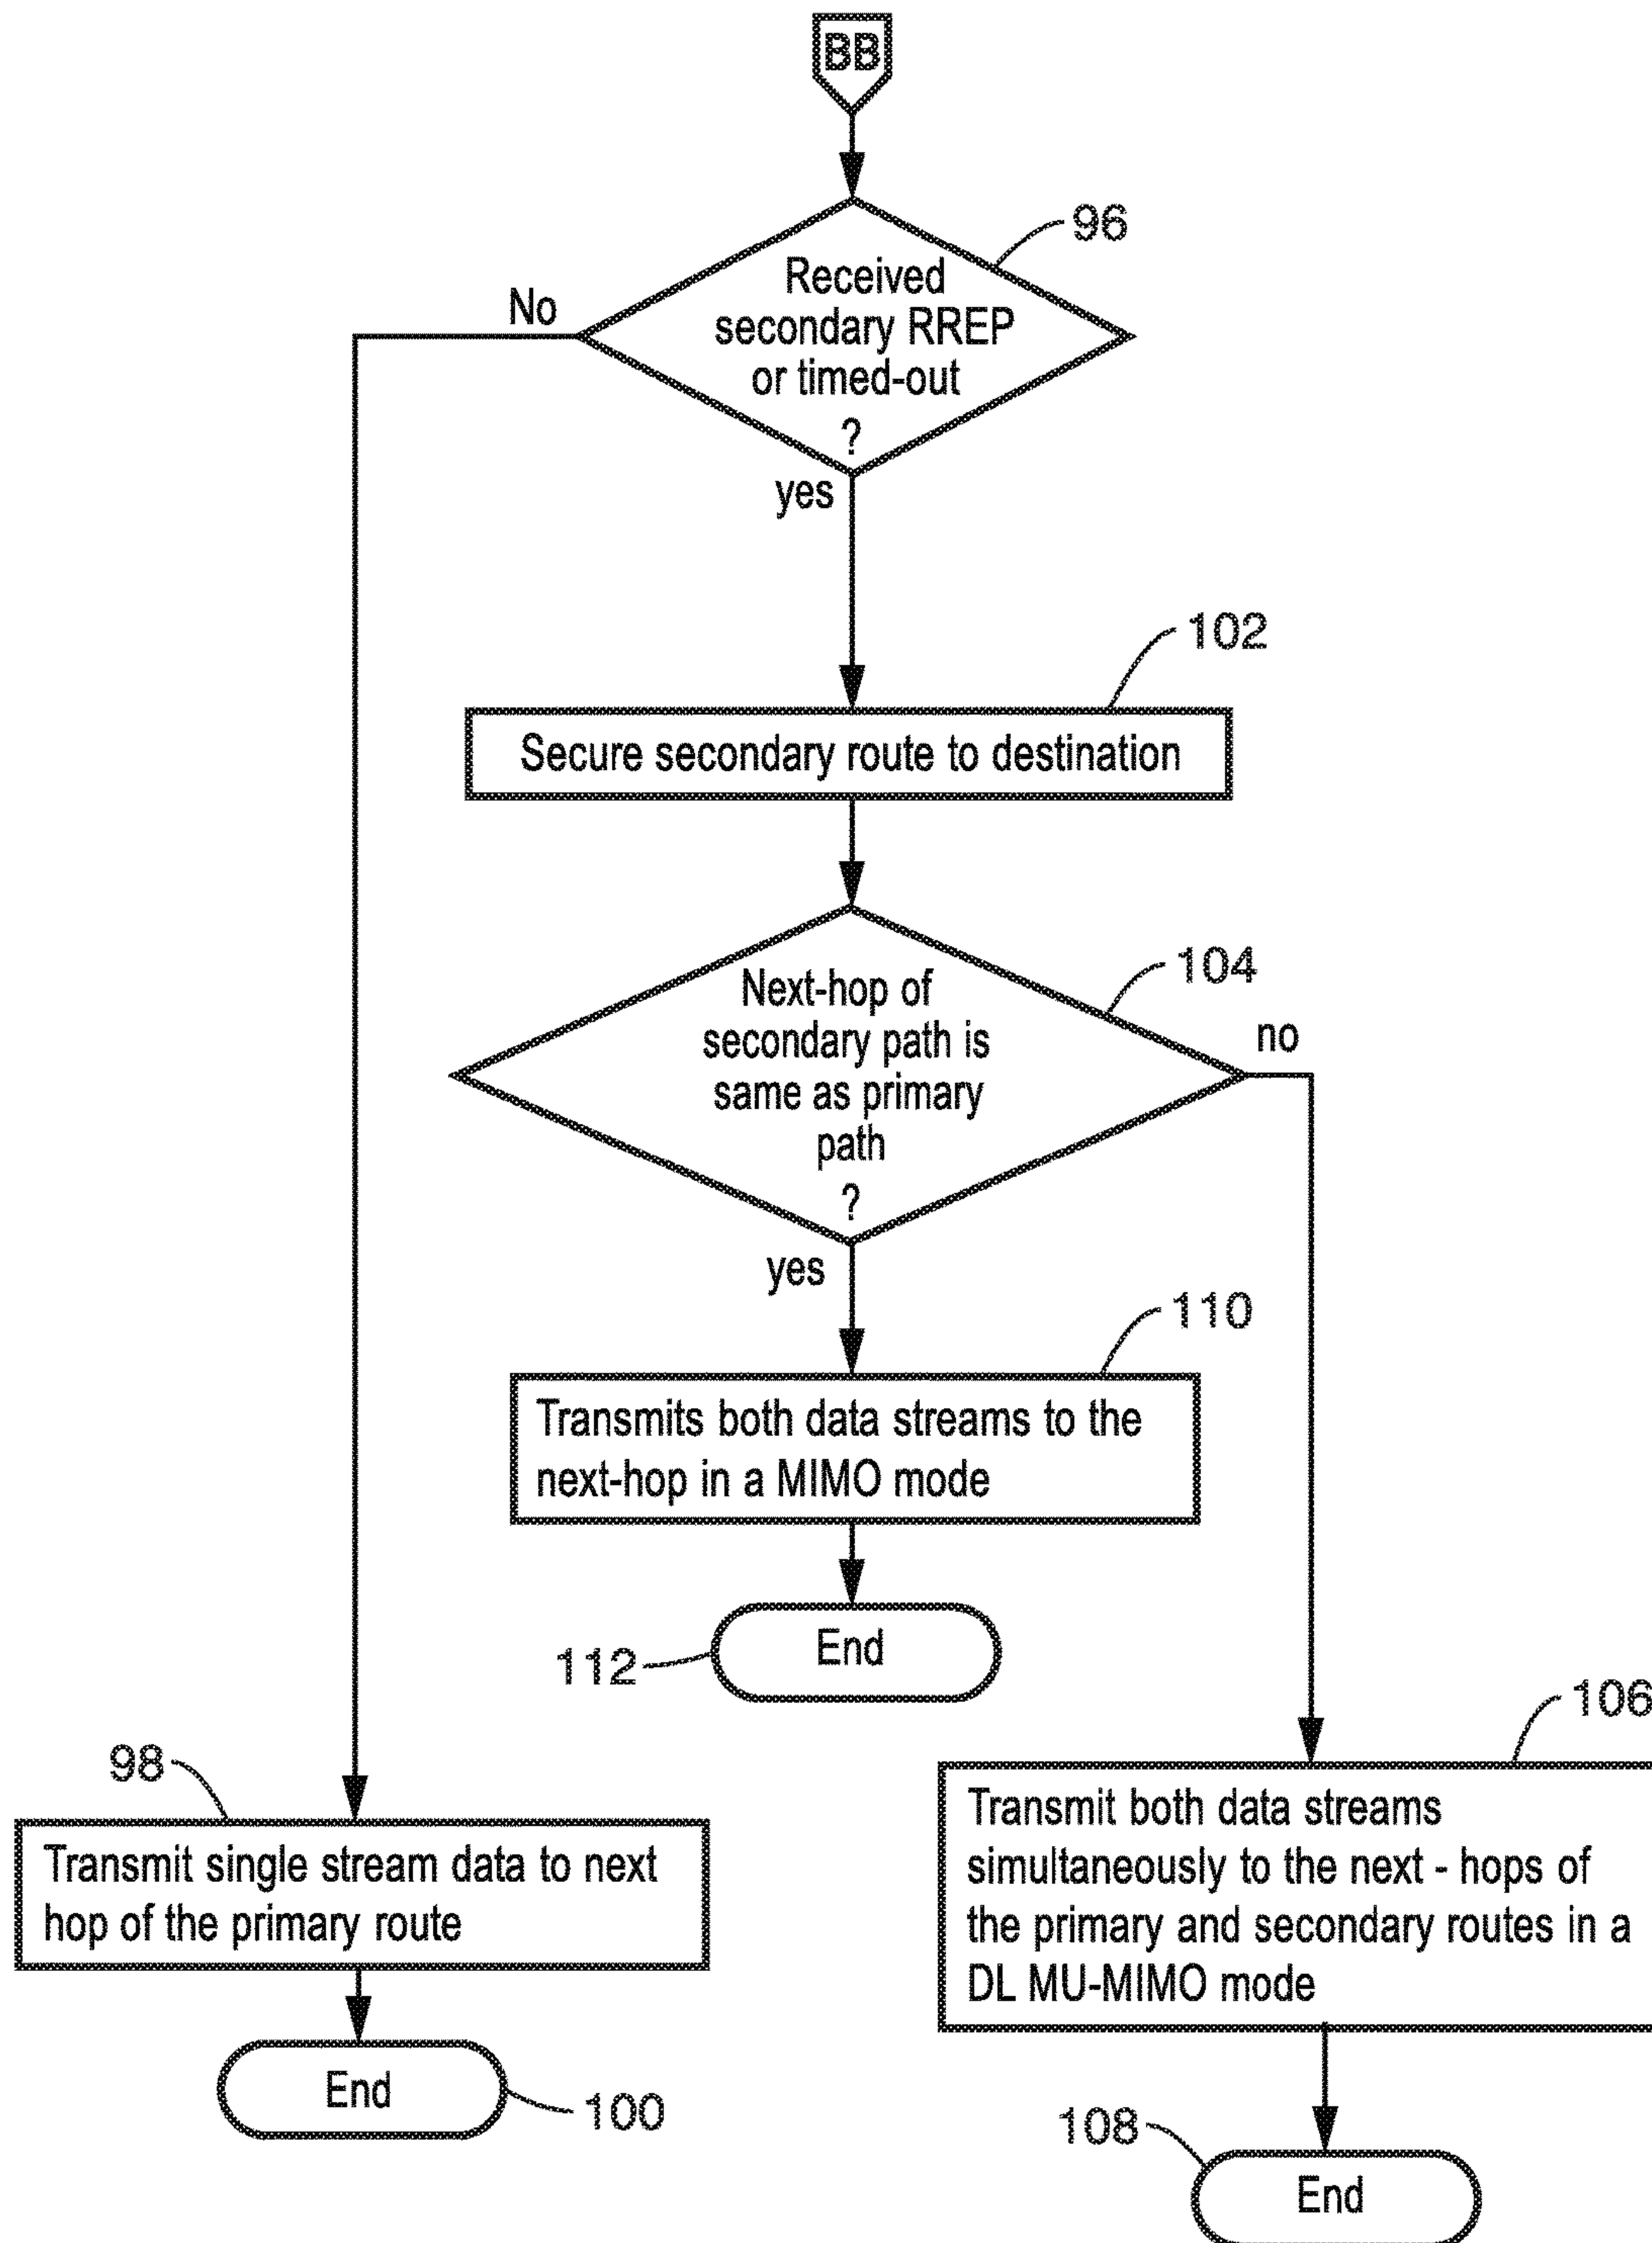 BB
96
Received
secondary RREP
or timed-out
?
No
yes
102
Secure secondary route to destination
104
Next-hop of
secondary path is
same as primary
path
?
no
yes
110
Transmits both data streams to the
next-hop in a MIMO mode
End
112
106
98
Transmit single stream data to next
hop of the primary route
Transmit both data streams
simultaneously to the next - hops of
the primary and secondary routes in a
DL MU-MIMO mode
End
100
108
End